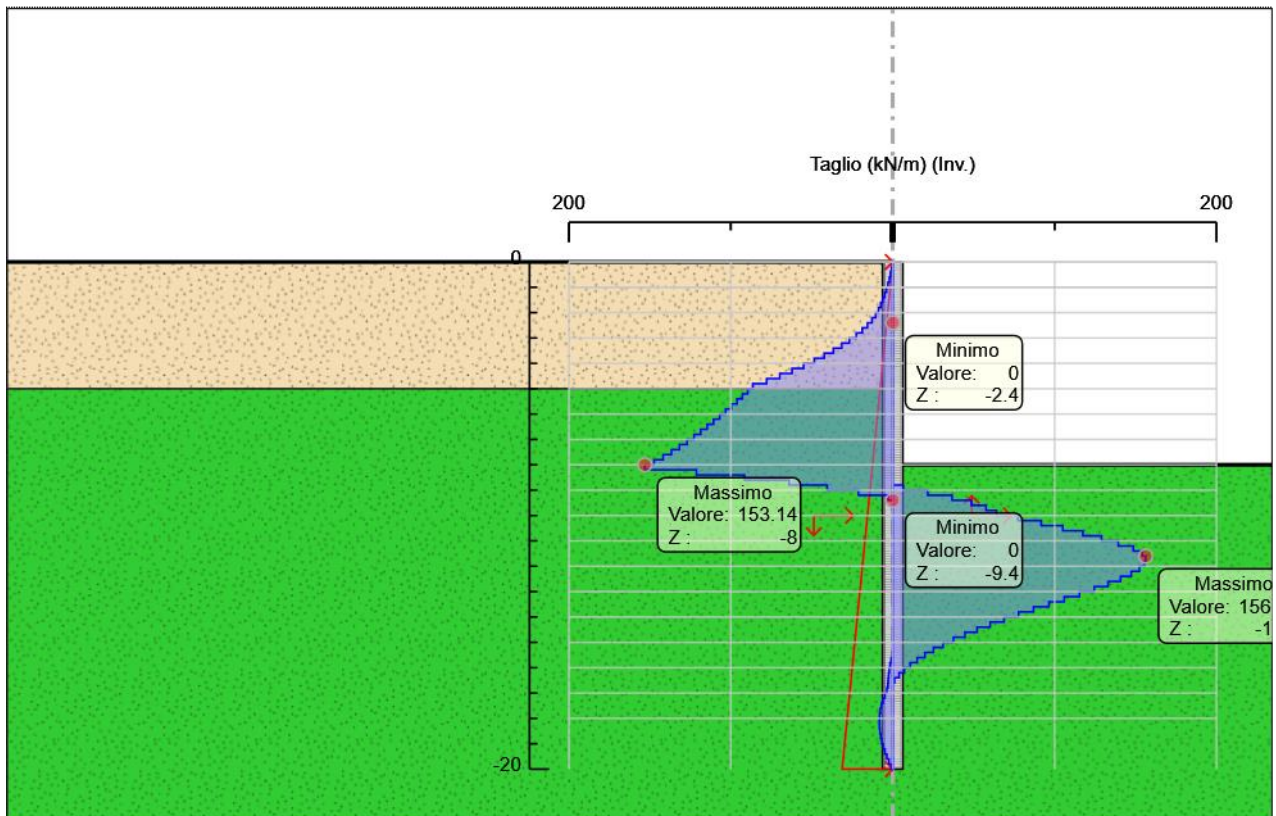 Taglio (kN/m) (Inv.)
200
200
0
Minimo
Valore: 0
Z : -2.4
Massimo
Valore: 153.14
Z : -8
Minimo
Valore: 0
Z : -9.4
Massimo
Valore: 156
Z : -1
-20